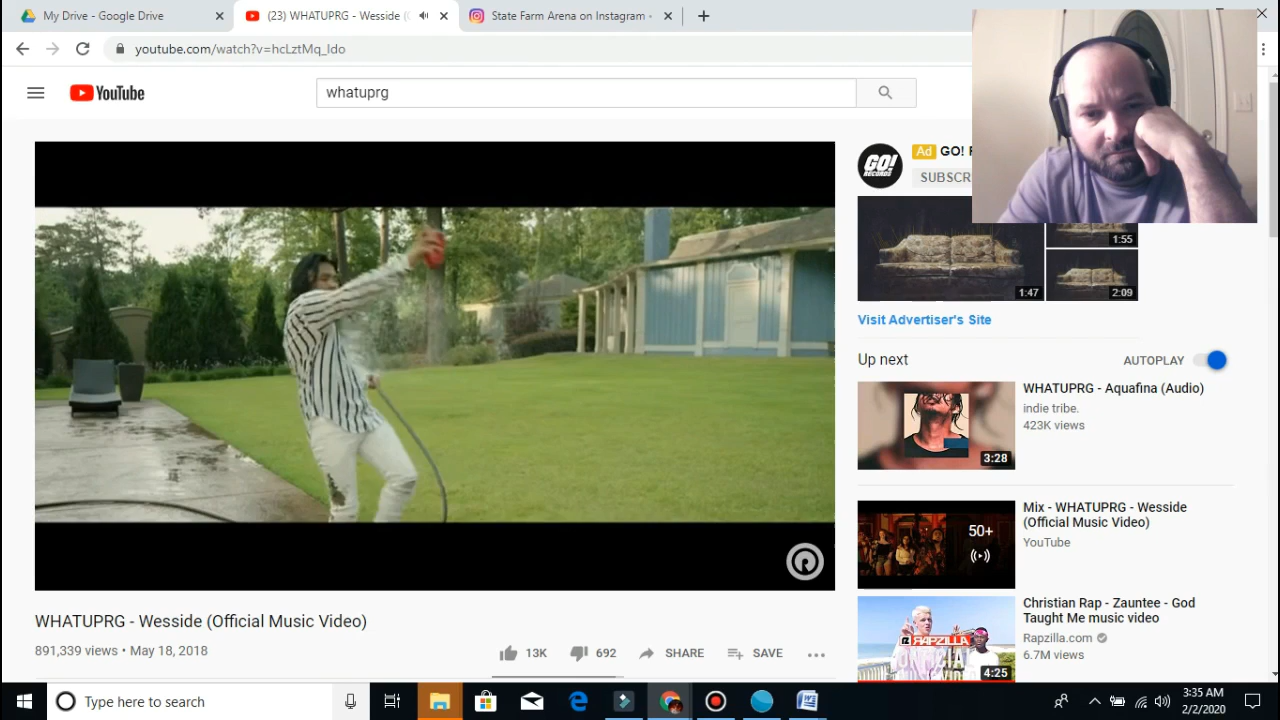 My Drive - Google Drive
(23) WHATUPRG - Wesside (
State Farm Arena on Instagram
youtube.com/watch?v=hcLztMq_Ido
YouTube
whatuprg
GO!
RECORDS
Ad GO!
SUBSCR
1:55
1:47
2:09
Visit Advertiser's Site
Up next
AUTOPLAY
WHATUPRG - Aquafina (Audio)
indie tribe.
423K views
3:28
Mix - WHATUPRG - Wesside
(Official Music Video)
YouTube
50+
Christian Rap - Zauntee - God
Taught Me music video
Rapzilla.com
6.7M views
RAPZILLA
4:25
WHATUPRG - Wesside (Official Music Video)
891,339 views • May 18, 2018
13K
692
SHARE
SAVE
Type here to search
3:35 AM
2/2/2020